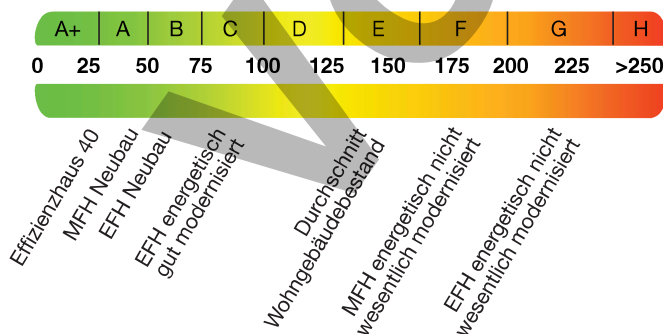 A+ A B C D E F G H
0 25 50 75 100 125 150 175 200 225 >250
Effizienzhaus 40
MFH Neubau
EFH Neubau
EFH energetisch
gut modernisiert
Durchschnitt
Wohngebäudebestand
MFH energetisch nicht
wesentlich modernisiert
EFH energetisch nicht
wesentlich modernisiert